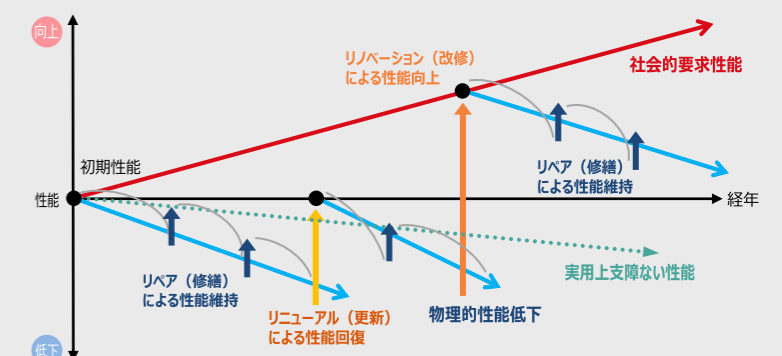 向上
リノベーション（改修）
による性能向上
社会的要求性能
初期性能
リペア（修繕）
による性能維持
性能
経年
実用上支障ない性能
リペア（修繕）
による性能維持
物理的性能低下
リニューアル（更新）
による性能回復
低下